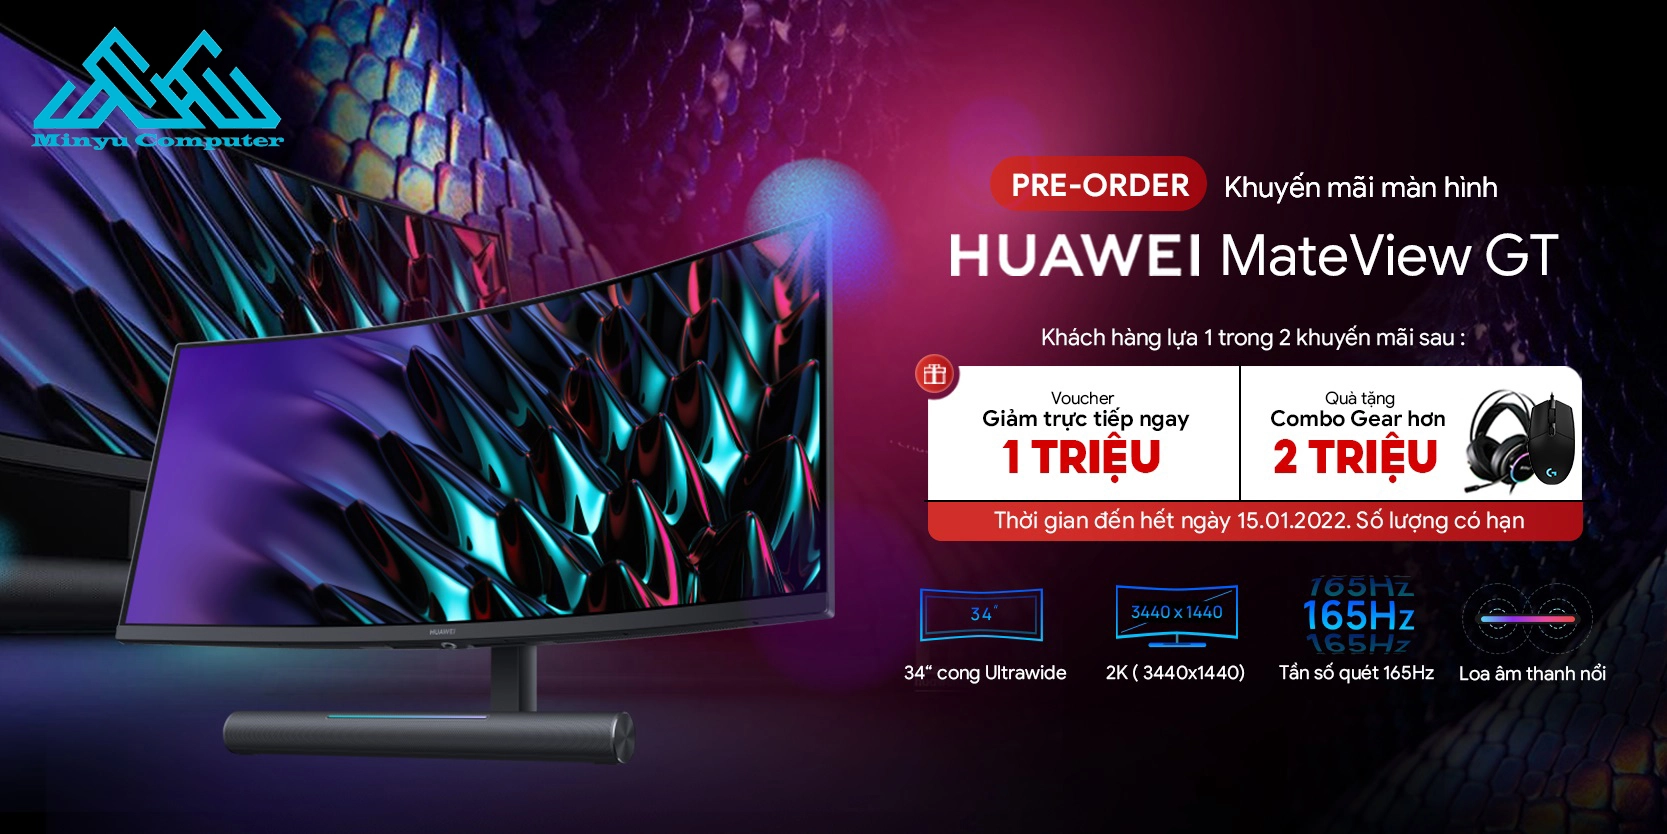 Minyu Computer
PRE-ORDER Khuyến mãi màn hình
HUAWEI MateView GT
Khách hàng lựa 1 trong 2 khuyến mãi sau :
Voucher
Giảm trực tiếp ngay
1 TRIỆU
Quà tặng
Combo Gear hơn
2 TRIỆU
Thời gian đến hết ngày 15.01.2022. Số lượng có hạn
HUAWEI
34"
34“ cong Ultrawide
3440 x 1440
2K ( 3440x1440)
165Hz
165Hz
165Hz
Tần số quét 165Hz
Loa âm thanh nổi